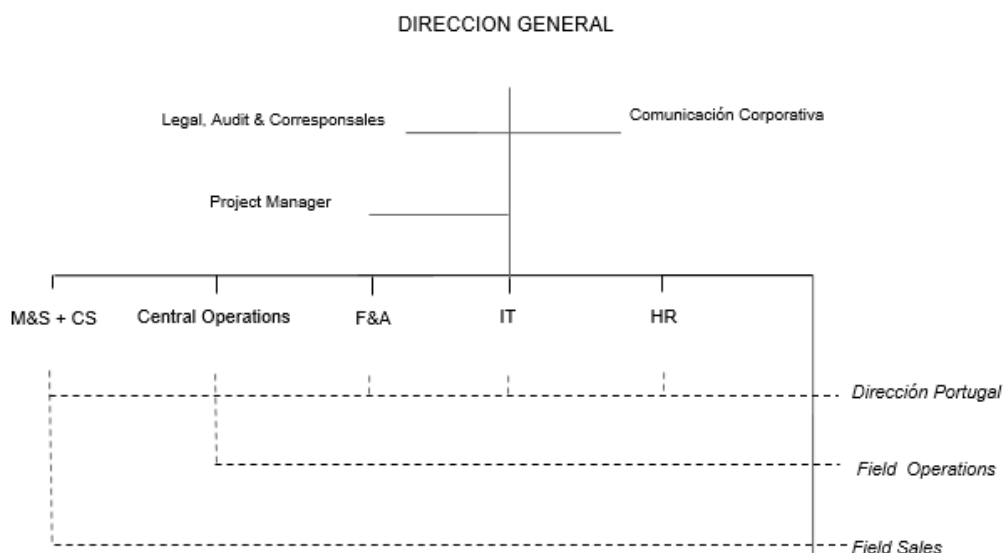 DIRECCION GENERAL
Legal, Audit & Corresponsales
Comunicación Corporativa
Project Manager
M&S + CS
Central Operations
F&A
IT
HR
Dirección Portugal
Field Operations
Field Sales